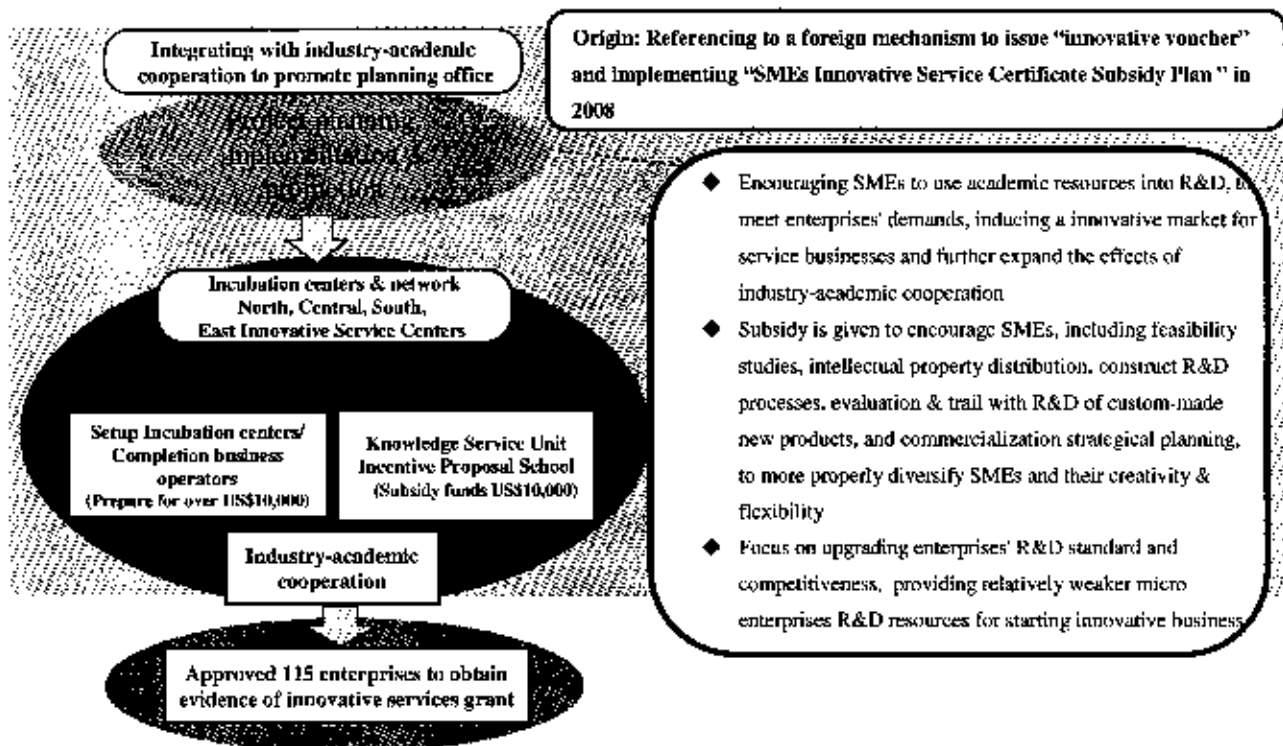 Integrating with industry-academic
cooperation to promote planning office
Project planning,
implementation &
promotion
Incubation centers & network
North, Central, South,
East Innovative Service Centers
Setup Incubation centers/
Completion business
operators
(Prepare for over US$10,000)
Knowledge Service Unit
Incentive Proposal School
(Subsidy funds US$10,000)
Industry-academic
cooperation
Approved 115 enterprises to obtain
evidence of innovative services grant
Origin: Referencing to a foreign mechanism to issue “innovative voucher”
and implementing “SMEs Innovative Service Certificate Subsidy Plan ” in
2008
◆ Encouraging SMEs to use academic resources into R&D, to
meet enterprises' demands, inducing a innovative market for
service businesses and further expand the effects of
industry-academic cooperation
◆ Subsidy is given to encourage SMEs, including feasibility
studies, intellectual property distribution, construct R&D
processes, evaluation & trail with R&D of custom-made
new products, and commercialization strategical planning,
to more properly diversify SMEs and their creativity &
flexibility
◆ Focus on upgrading enterprises' R&D standard and
competitiveness, providing relatively weaker micro
enterprises R&D resources for starting innovative business